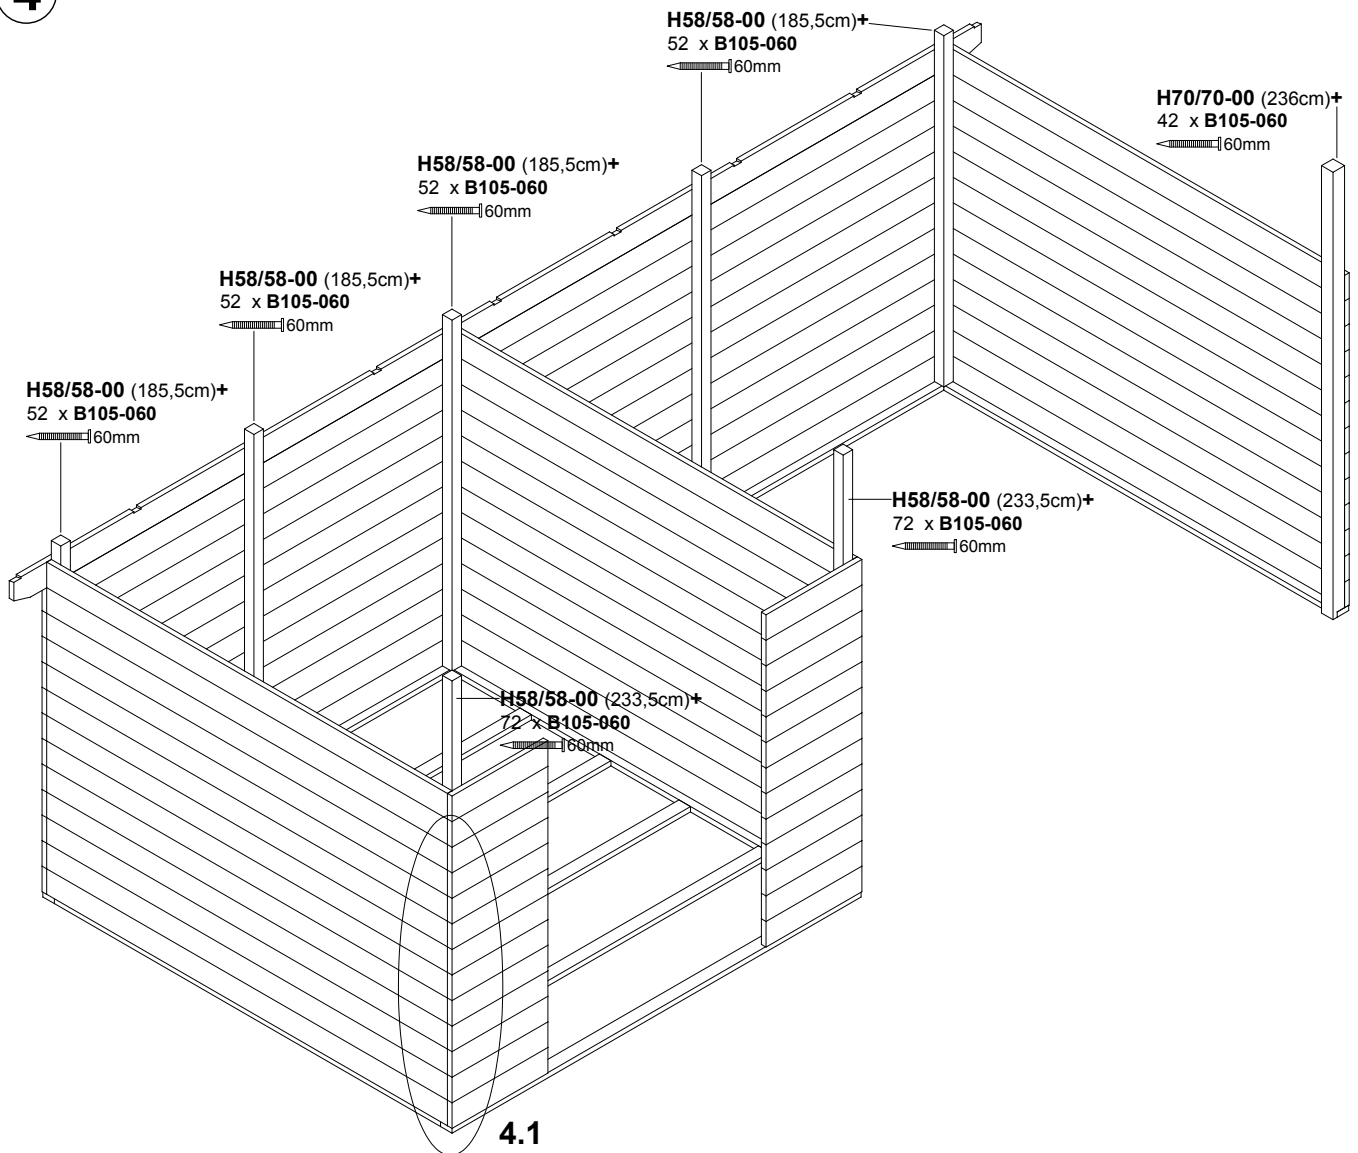 4
H58/58-00 (185,5cm)+
52 x B105-060
60mm
H70/70-00 (236cm)+
42 x B105-060
60mm
H58/58-00 (185,5cm)+
52 x B105-060
60mm
H58/58-00 (185,5cm)+
52 x B105-060
60mm
H58/58-00 (185,5cm)+
52 x B105-060
60mm
H58/58-00 (233,5cm)+
72 x B105-060
60mm
H58/58-00 (233,5cm)+
72 x B105-060
60mm
4.1